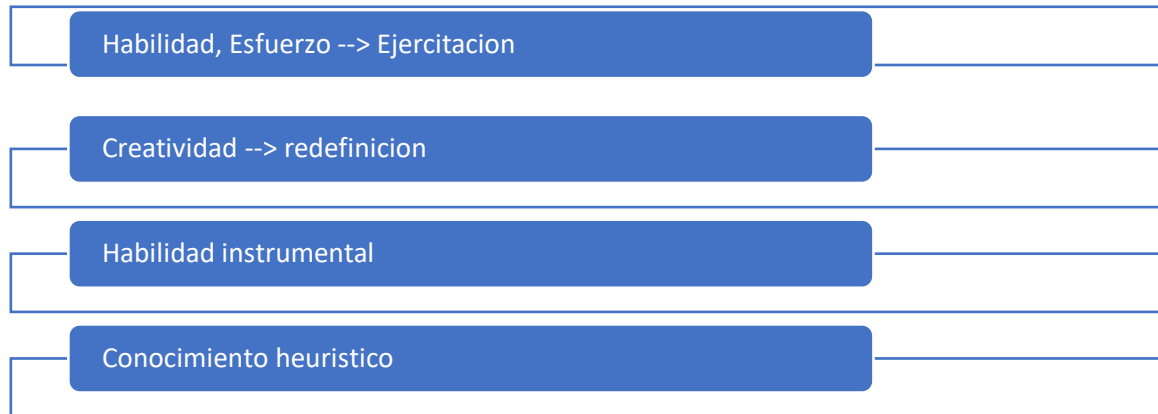 Habilidad, Esfuerzo --> Ejercitacion
Creatividad --> redefinicion
Habilidad instrumental
Conocimiento heuristico